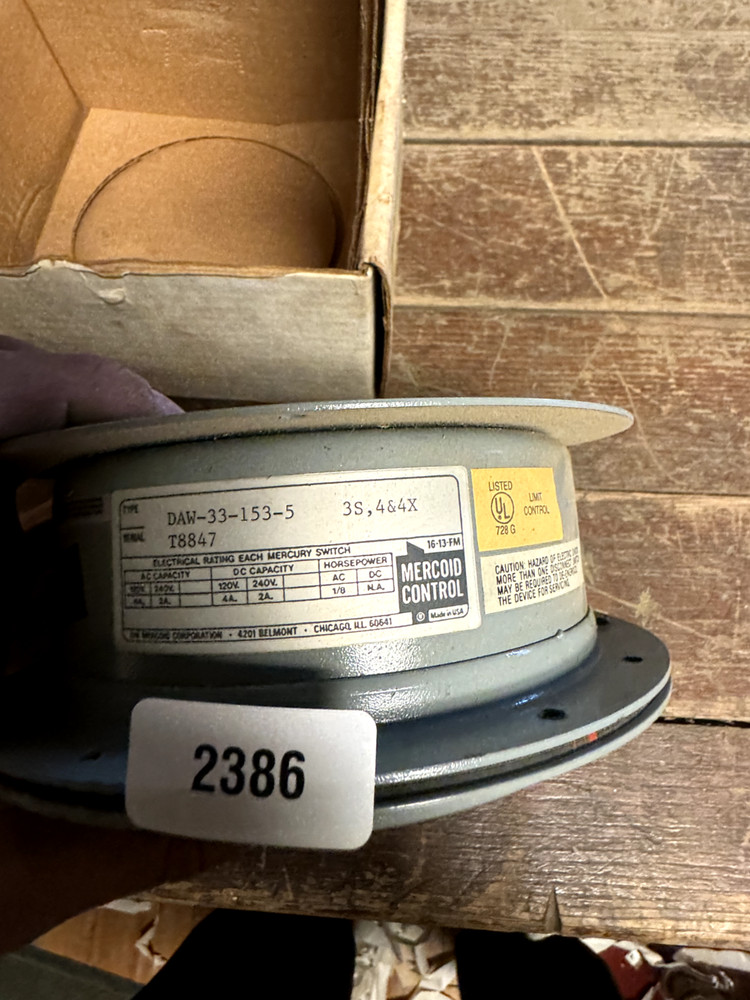 TYPE DAW-33-153-5 3S,4&4X
SERIAL T8847
16-13-FM
ELECTRICAL RATING EACH MERCURY SWITCH
AC CAPACITY DC CAPACITY HORSEPOWER
120V. 240V. 120V. 240V. AC DC
4A. 2A. 4A. 2A. 1/8 N.A.
MERCOID
CONTROL
® Made in USA
THE MERCOID CORPORATION • 4201 BELMONT • CHICAGO, ILL. 60641
LISTED
UL
728 G
LIMIT
CONTROL
CAUTION: HAZARD OF ELECTRIC
MORE THAN ONE DISCONNECT
MAY BE REQUIRED TO DE-ENERGIZE
THE DEVICE FOR SERVICING
2386